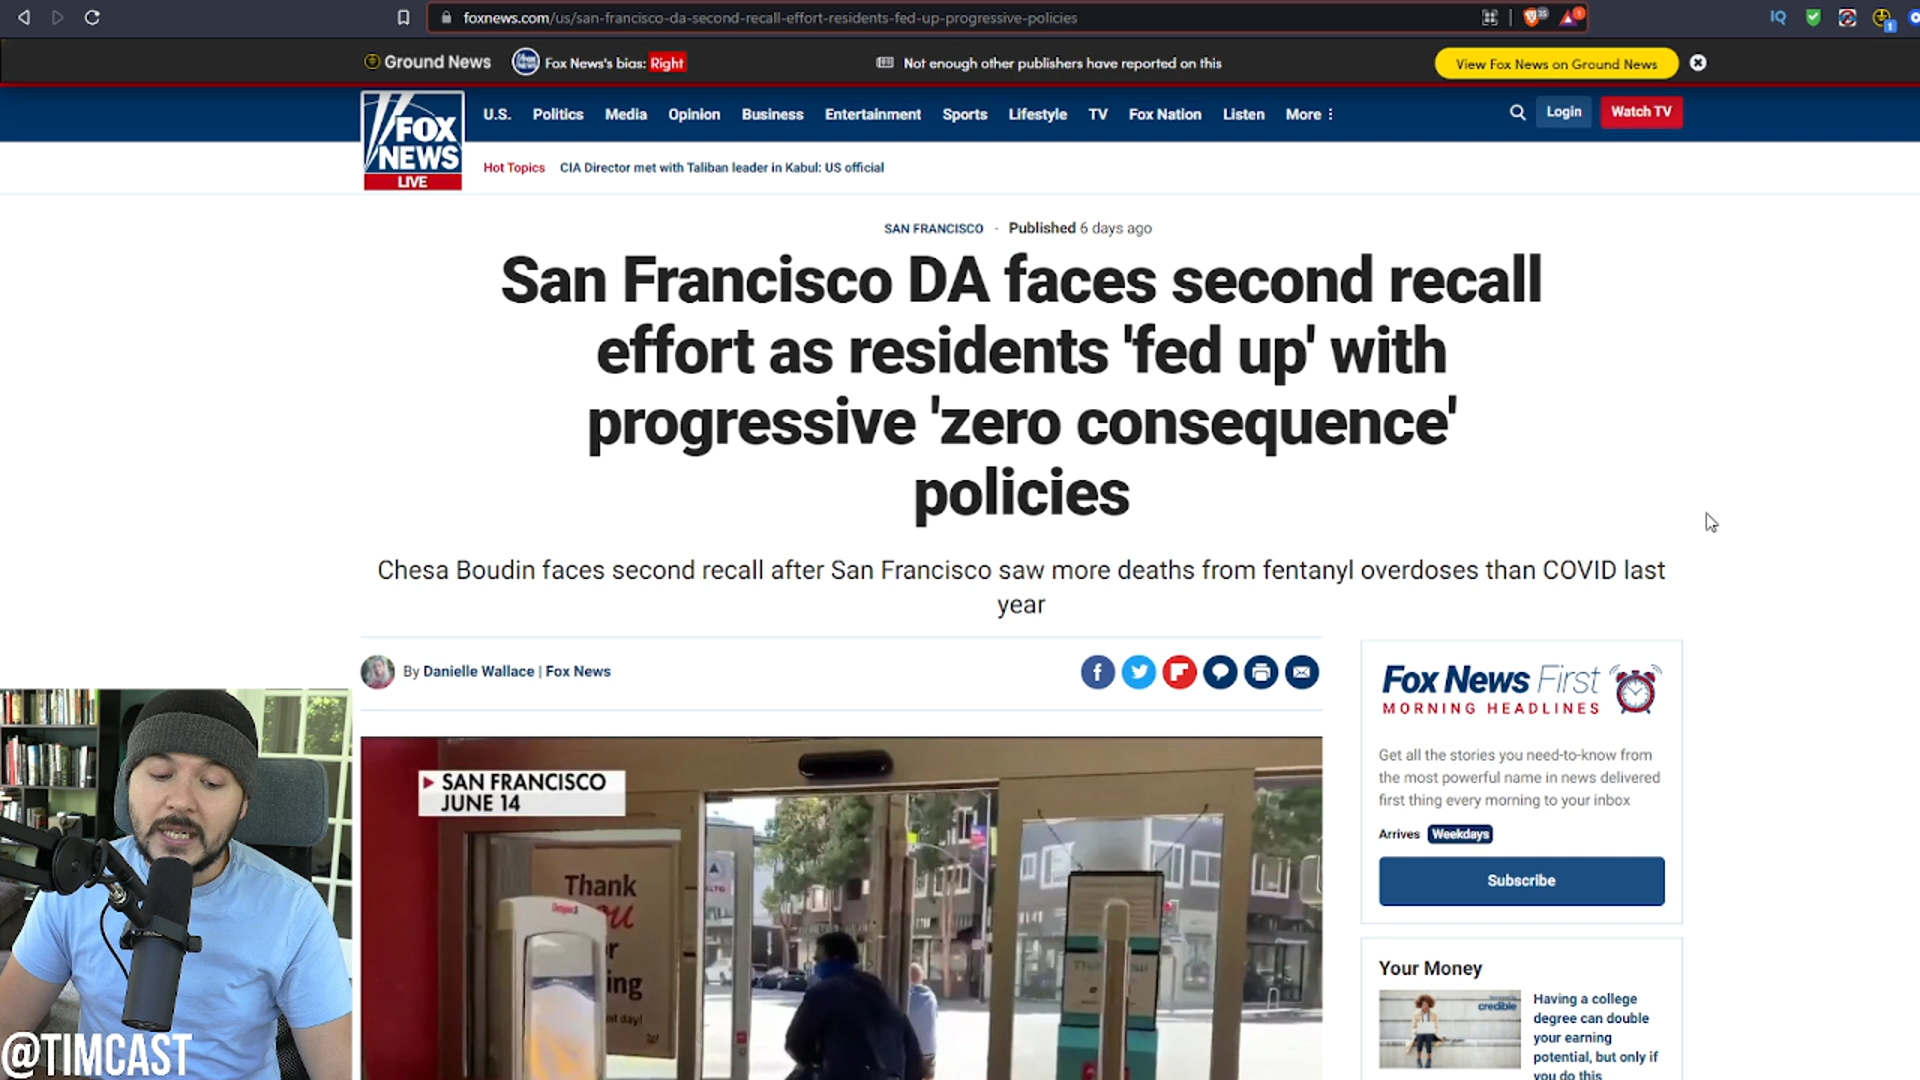 foxnews.com/us/san-francisco-da-second-recall-effort-residents-fed-up-progressive-policies
IQ
Ground News
Fox News's bias: Right
Not enough other publishers have reported on this
View Fox News on Ground News
FOX
NEWS
LIVE
U.S. Politics Media Opinion Business Entertainment Sports Lifestyle TV Fox Nation Listen More
Login
Watch TV
Hot Topics CIA Director met with Taliban leader in Kabul: US official
SAN FRANCISCO - Published 6 days ago
San Francisco DA faces second recall
effort as residents 'fed up' with
progressive 'zero consequence'
policies
Chesa Boudin faces second recall after San Francisco saw more deaths from fentanyl overdoses than COVID last
year
By Danielle Wallace | Fox News
SAN FRANCISCO
JUNE 14
Thank
Fox News First
MORNING HEADLINES
Get all the stories you need-to-know from
the most powerful name in news delivered
first thing every morning to your inbox
Arrives Weekdays
Subscribe
Your Money
credible
Having a college
degree can double
your earning
potential, but only if
you do this
@TIMCAST